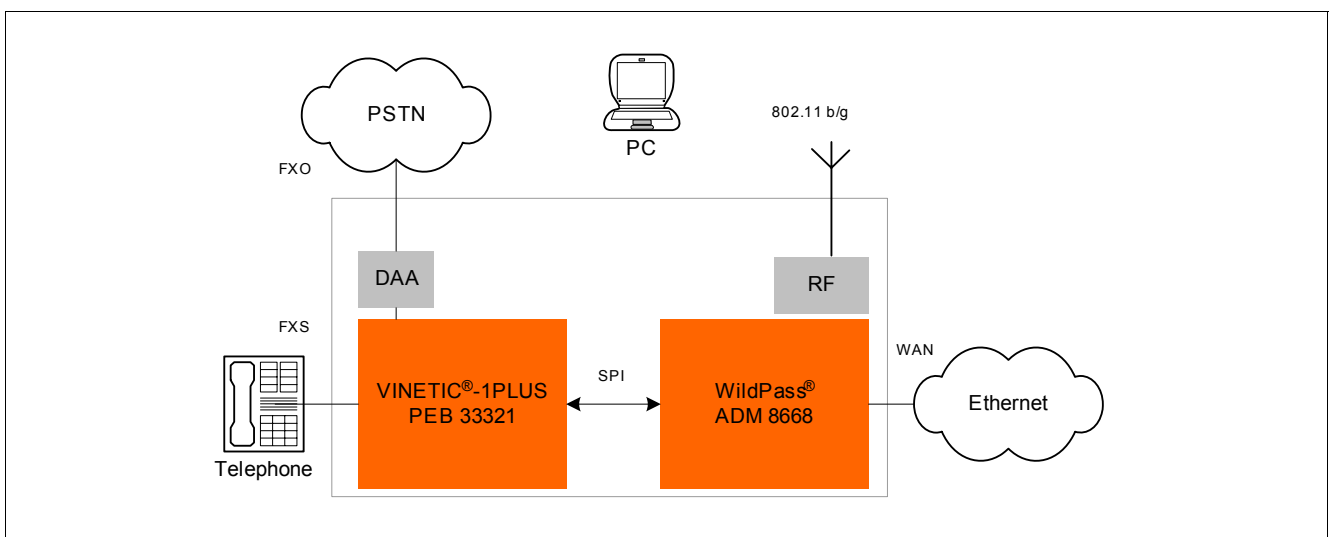 PSTN
PC
802.11 b/g
FXO
DAA
RF
FXS
WAN
VINETIC®-1PLUS
PEB 33321
SPI
WildPass®
ADM 8668
Ethernet
Telephone